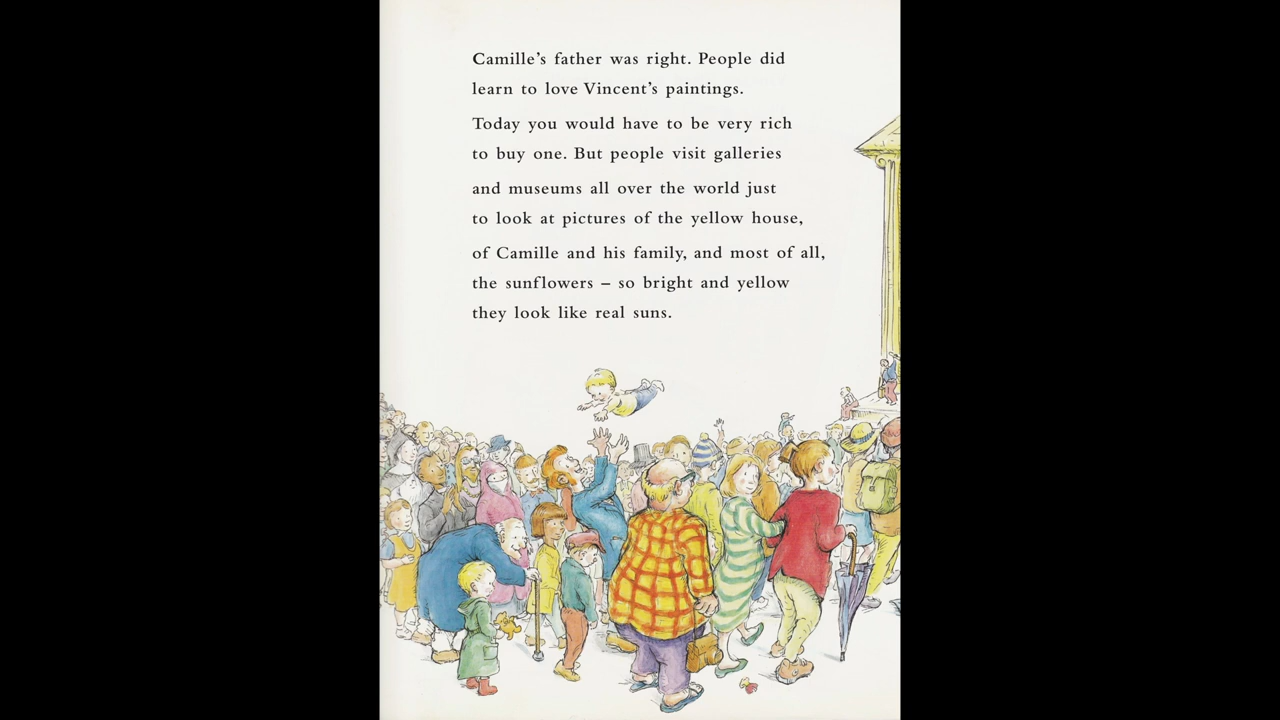 Camille’s father was right. People did
learn to love Vincent’s paintings.
Today you would have to be very rich
to buy one. But people visit galleries
and museums all over the world just
to look at pictures of the yellow house,
of Camille and his family, and most of all,
the sunflowers – so bright and yellow
they look like real suns.